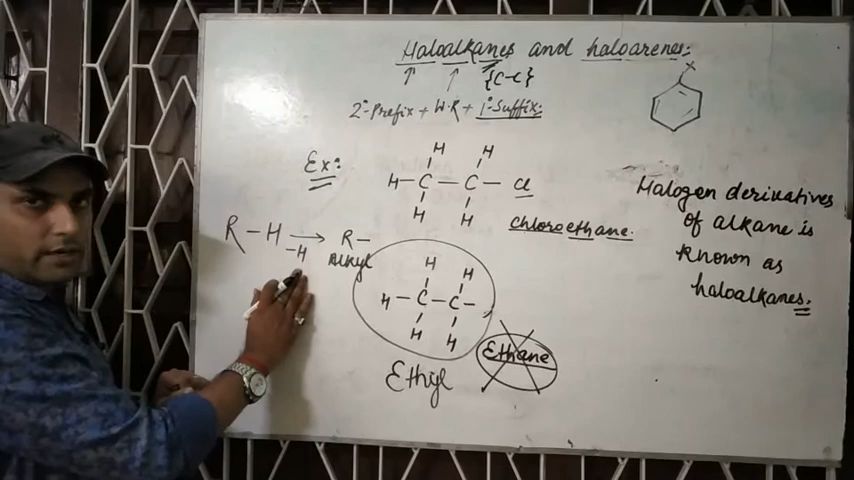 Haloalkanes and haloarenes:
{C-C}
2°-Prefix + W.R + 1°-Suffix:
X
Ex:
H H
H-C-C-Cl
H H
chloroethane.
Halogen derivatives
of alkane is
known as
haloalkanes.
R-H → R-
-H
Alkyl
H H
H-C-C-
H H
Ethane
Ethyl